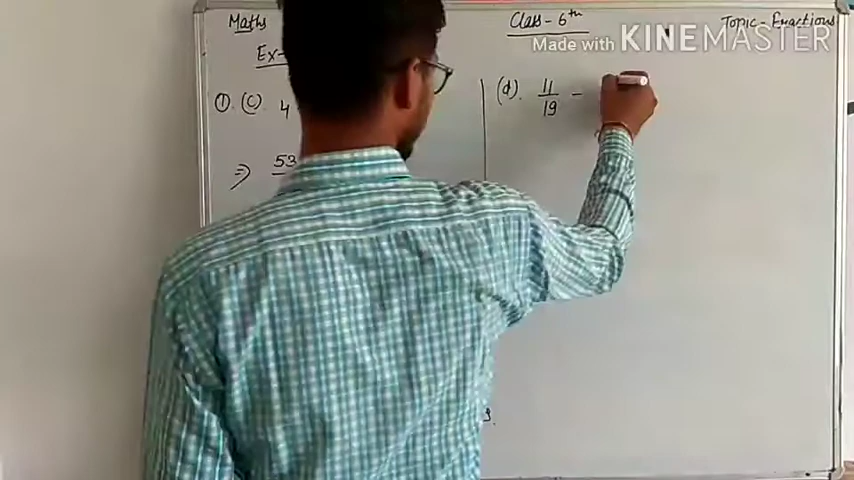 Maths Class - 6th Topic - Fractions
Made with KINEMASTER
Ex-
① (c) 4
(d). 11/19 -
⇒ 53